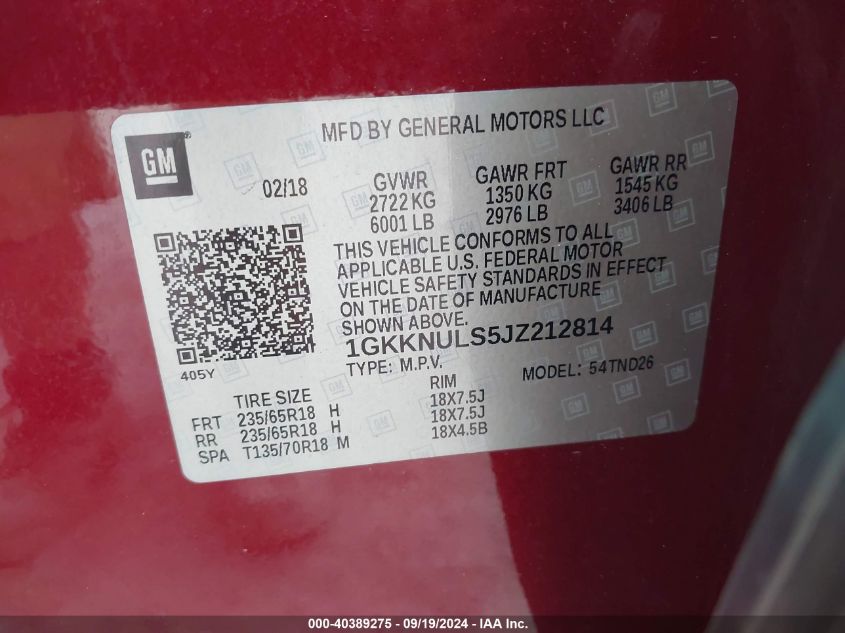 MFD BY GENERAL MOTORS LLC
GM
02/18
GVWR
2722 KG
6001 LB
GAWR FRT
1350 KG
2976 LB
GAWR RR
1545 KG
3406 LB
THIS VEHICLE CONFORMS TO ALL
APPLICABLE U.S. FEDERAL MOTOR
VEHICLE SAFETY STANDARDS IN EFFECT
ON THE DATE OF MANUFACTURE
SHOWN ABOVE.
1GKKNULS5JZ212814
405Y
TYPE: M.P.V.
MODEL: 54TND26
TIRE SIZE
RIM
FRT 235/65R18 H 18X7.5J
RR 235/65R18 H 18X7.5J
SPA T135/70R18 M 18X4.5B
000-40389275 - 09/19/2024 - IAA Inc.